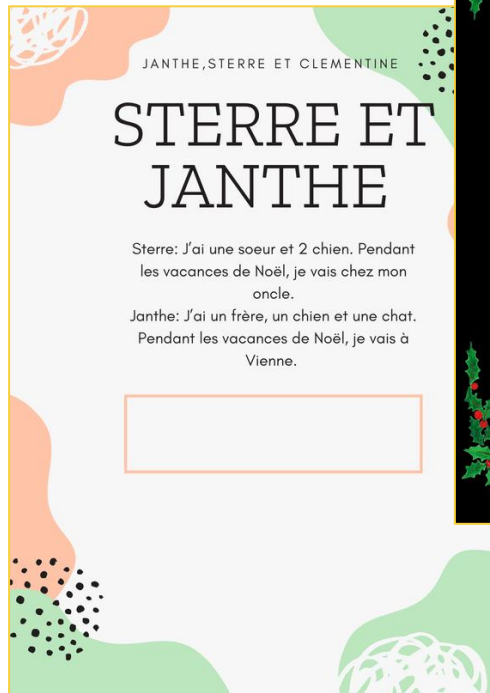 JANTHE,STERRE ET CLEMENTINE
STERRE ET
JANTHE
Sterre: J'ai une soeur et 2 chien. Pendant
les vacances de Noël, je vais chez mon
oncle.
Janthe: J'ai un frère, un chien et une chat.
Pendant les vacances de Noël, je vais à
Vienne.